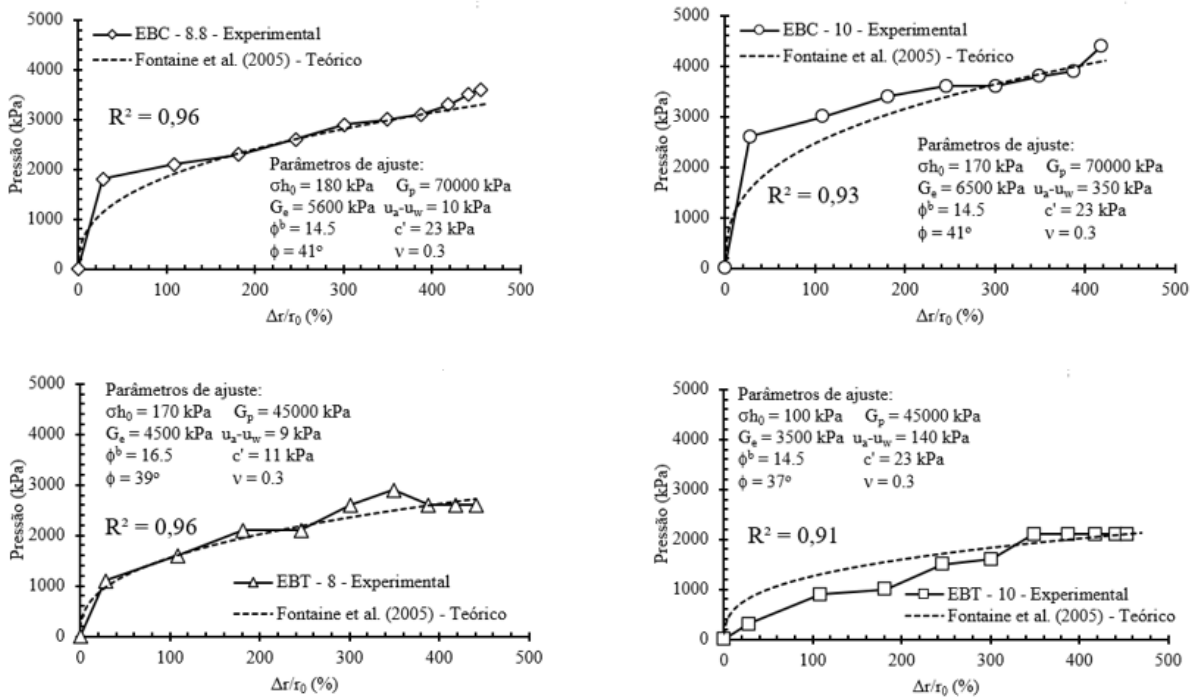 5000
4000
3000
2000
1000
0
Pressão (kPa)
EBC - 8.8 - Experimental
Fontaine et al. (2005) - Teórico
R² = 0,96
Parâmetros de ajuste:
σh₀ = 180 kPa Gₚ = 70000 kPa
Gₑ = 5600 kPa uₐ-u_w = 10 kPa
ϕᵇ = 14.5 c' = 23 kPa
ϕ = 41º ν = 0.3
0 100 200 300 400 500
Δr/r₀ (%)
5000
4000
3000
2000
1000
0
Pressão (kPa)
EBC - 10 - Experimental
Fontaine et al. (2005) - Teórico
R² = 0,93
Parâmetros de ajuste:
σh₀ = 170 kPa Gₚ = 70000 kPa
Gₑ = 6500 kPa uₐ-u_w = 350 kPa
ϕᵇ = 14.5 c' = 23 kPa
ϕ = 41º ν = 0.3
0 100 200 300 400 500
Δr/r₀ (%)
5000
4000
3000
2000
1000
0
Pressão (kPa)
Parâmetros de ajuste:
σh₀ = 170 kPa Gₚ = 45000 kPa
Gₑ = 4500 kPa uₐ-u_w = 9 kPa
ϕᵇ = 16.5 c' = 11 kPa
ϕ = 39º ν = 0.3
R² = 0,96
EBT - 8 - Experimental
Fontaine et al. (2005) - Teórico
0 100 200 300 400 500
Δr/r₀ (%)
5000
4000
3000
2000
1000
0
Pressão (kPa)
Parâmetros de ajuste:
σh₀ = 100 kPa Gₚ = 45000 kPa
Gₑ = 3500 kPa uₐ-u_w = 140 kPa
ϕᵇ = 14.5 c' = 23 kPa
ϕ = 37º ν = 0.3
R² = 0,91
EBT - 10 - Experimental
Fontaine et al. (2005) - Teórico
0 100 200 300 400 500
Δr/r₀ (%)